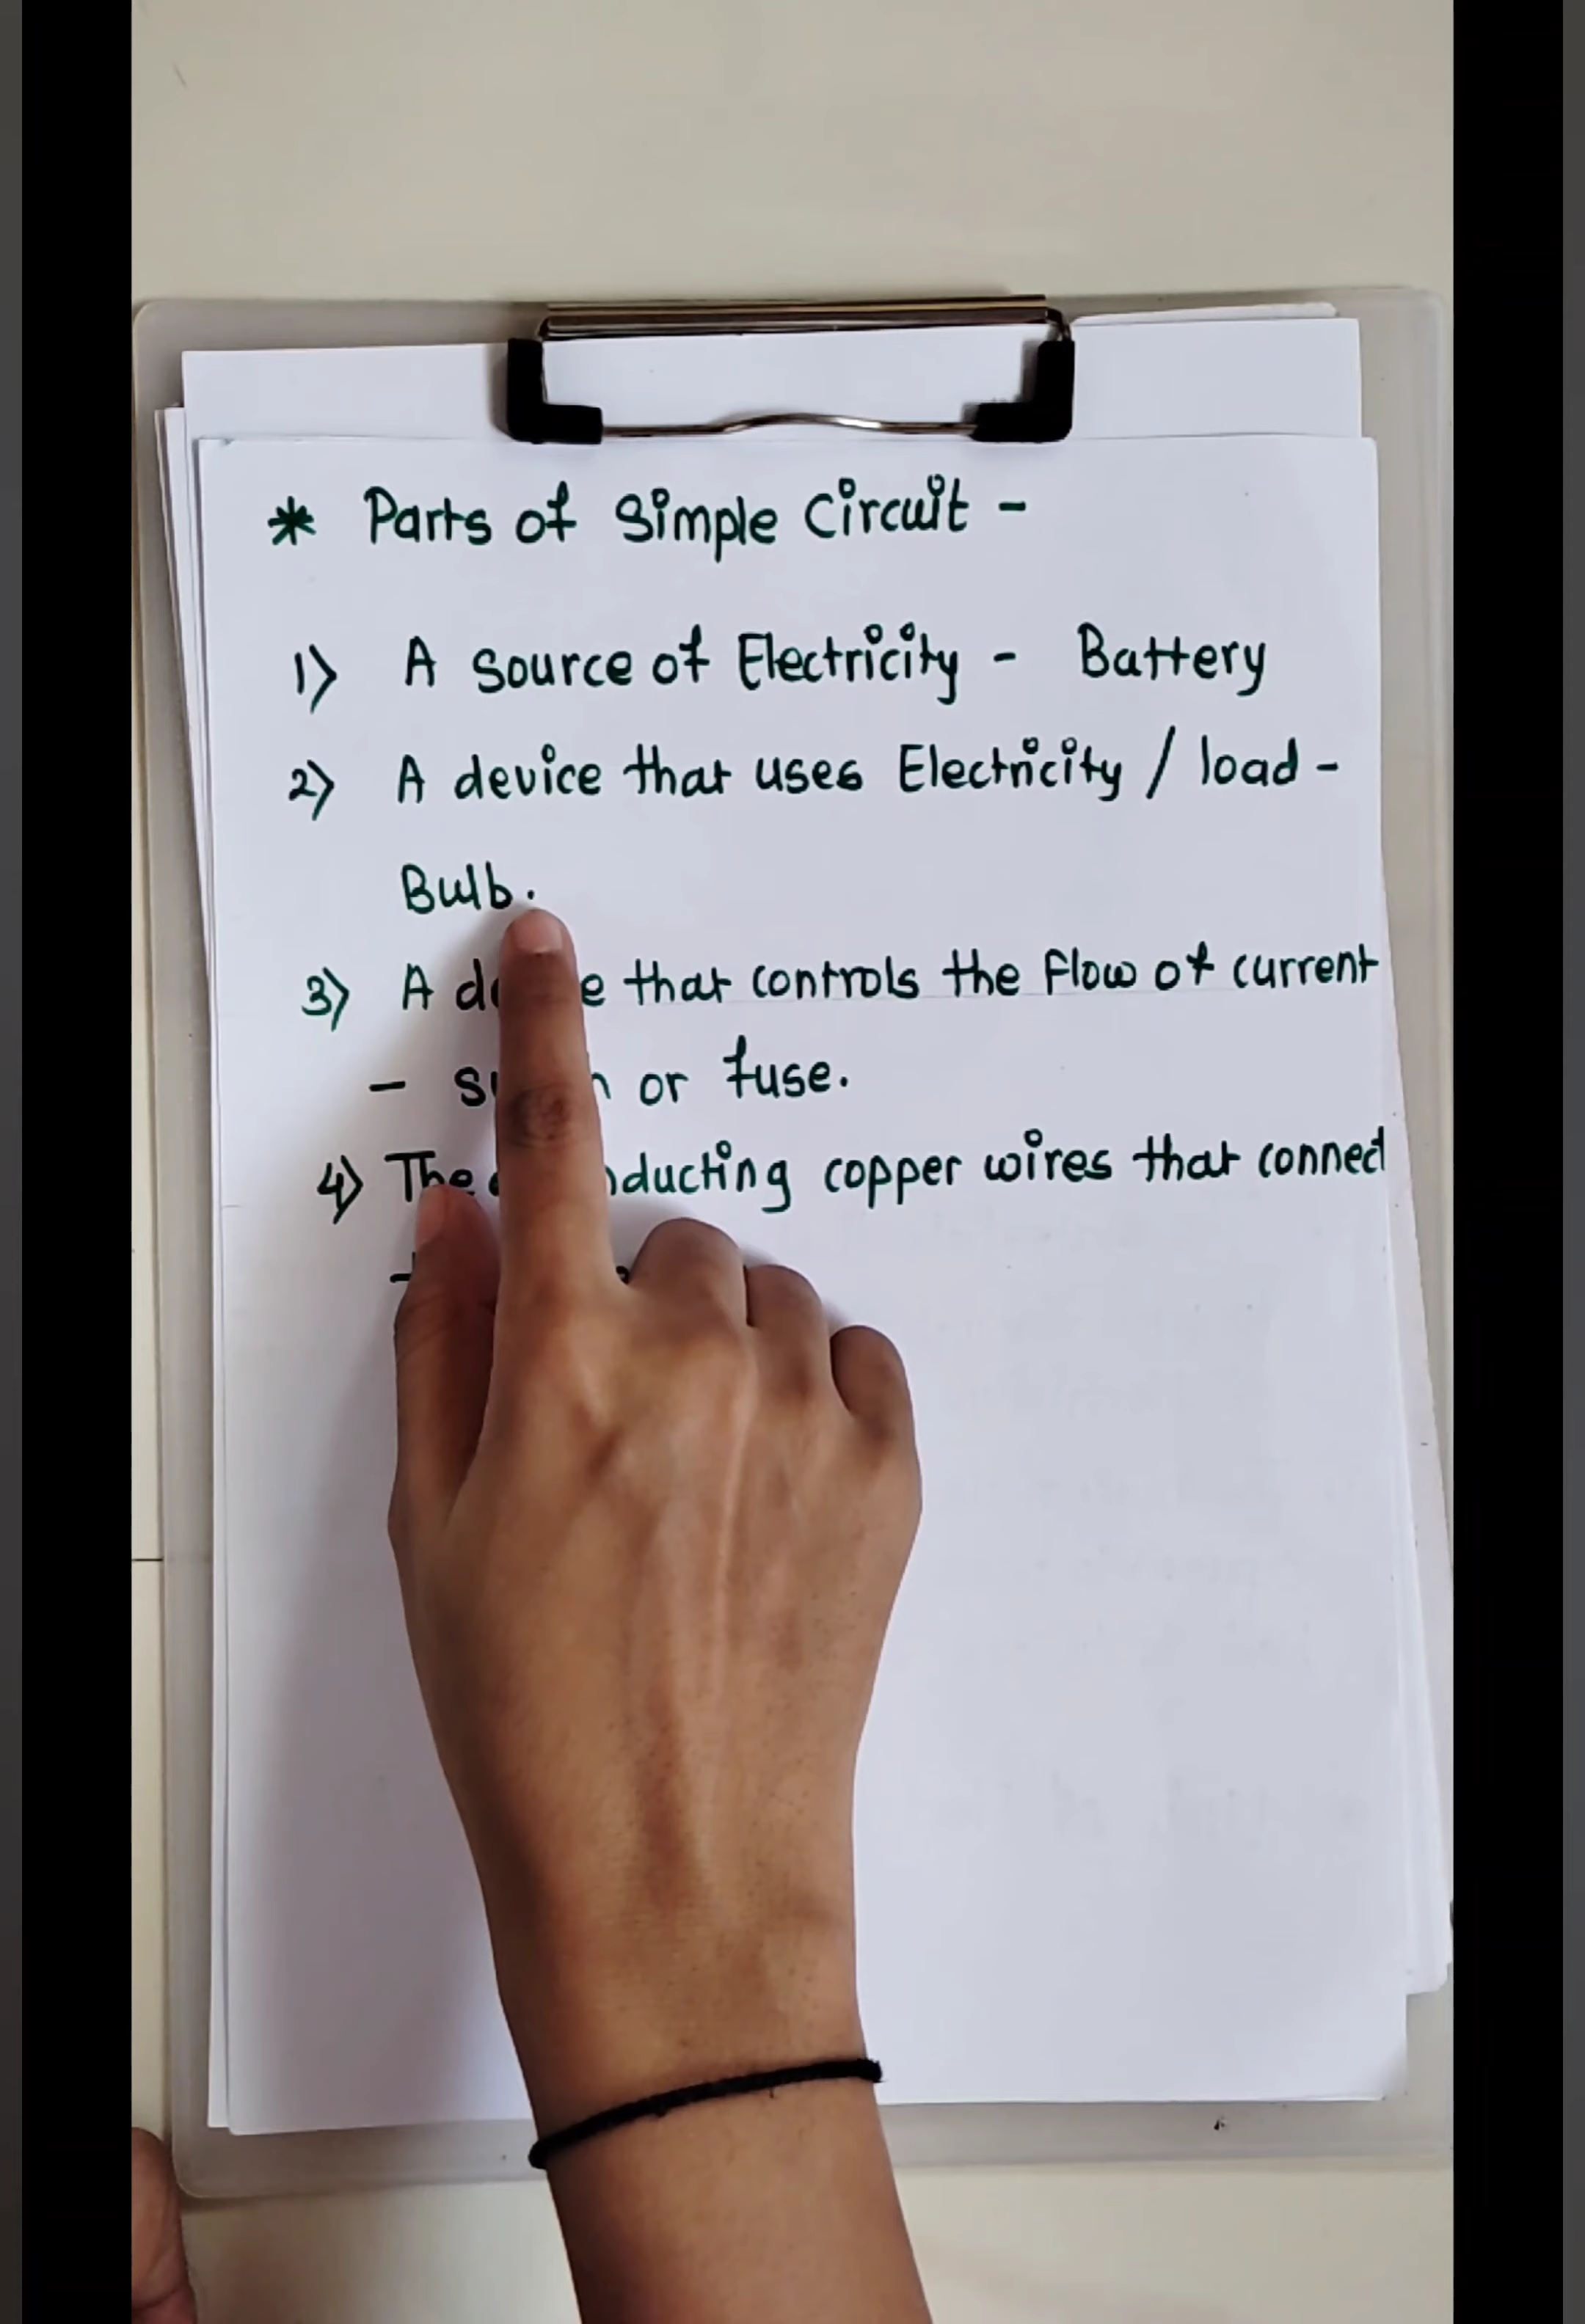 * Parts of Simple Circuit -
1) A source of Electricity - Battery
2) A device that uses Electricity / load -
Bulb.
3) A that controls the flow of current
- or fuse.
4) The copper wires that connect